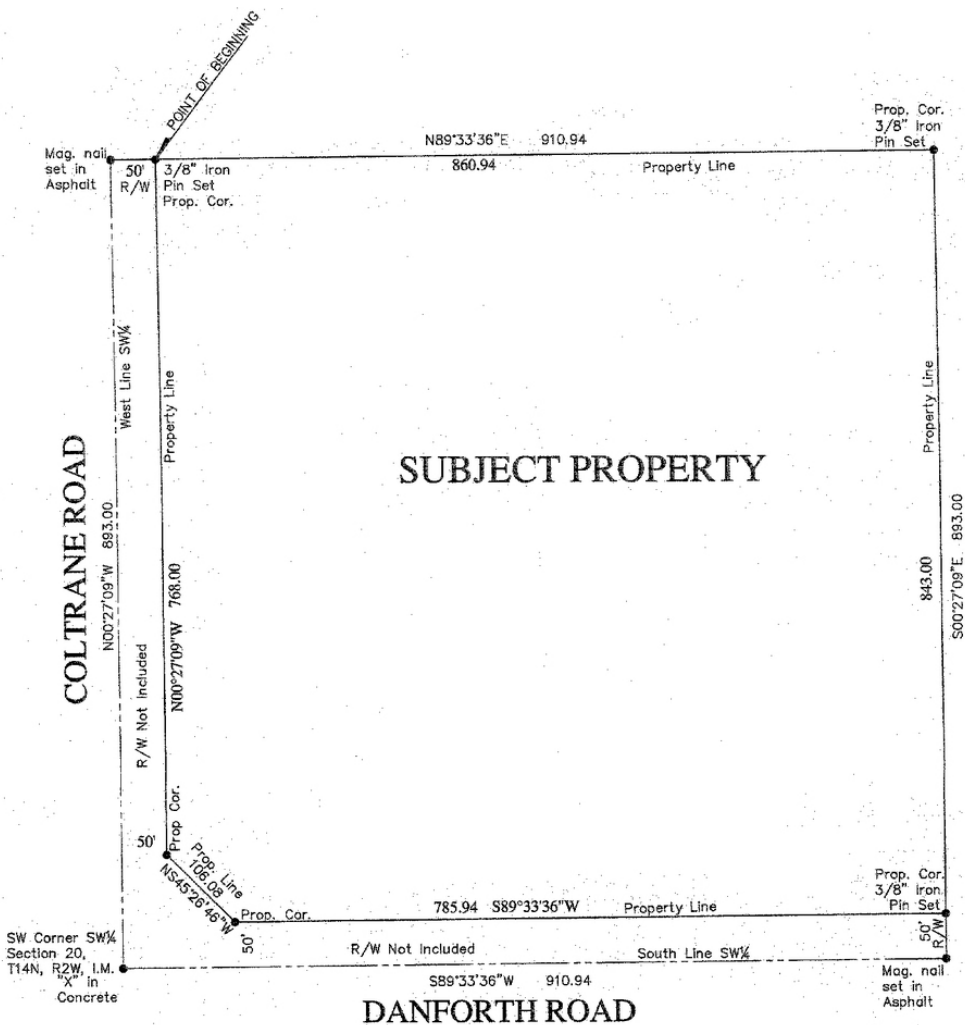 POINT OF BEGINNING
Mag. nail
set in
Asphalt
50'
R/W
3/8" Iron
Pin Set
Prop. Cor.
N89°33'36"E 910.94
860.94
Property Line
Prop. Cor.
3/8" Iron
Pin Set
West Line SW¼
Property Line
Property Line
SUBJECT PROPERTY
COLTRANE ROAD
N00°27'09"W 893.00
R/W Not Included
N00°27'09"W 768.00
843.00
S00°27'09"E 893.00
50'
Prop Cor.
Prop. Line
106.08
NS45°26'46"W
Prop. Cor.
785.94 S89°33'36"W Property Line
Prop. Cor.
3/8" Iron
Pin Set
50'
R/W
50'
R/W Not Included
South Line SW¼
SW Corner SW¼
Section 20,
T14N, R2W, I.M.
"X" in
Concrete
S89°33'36"W 910.94
Mag. nail
set in
Asphalt
DANFORTH ROAD